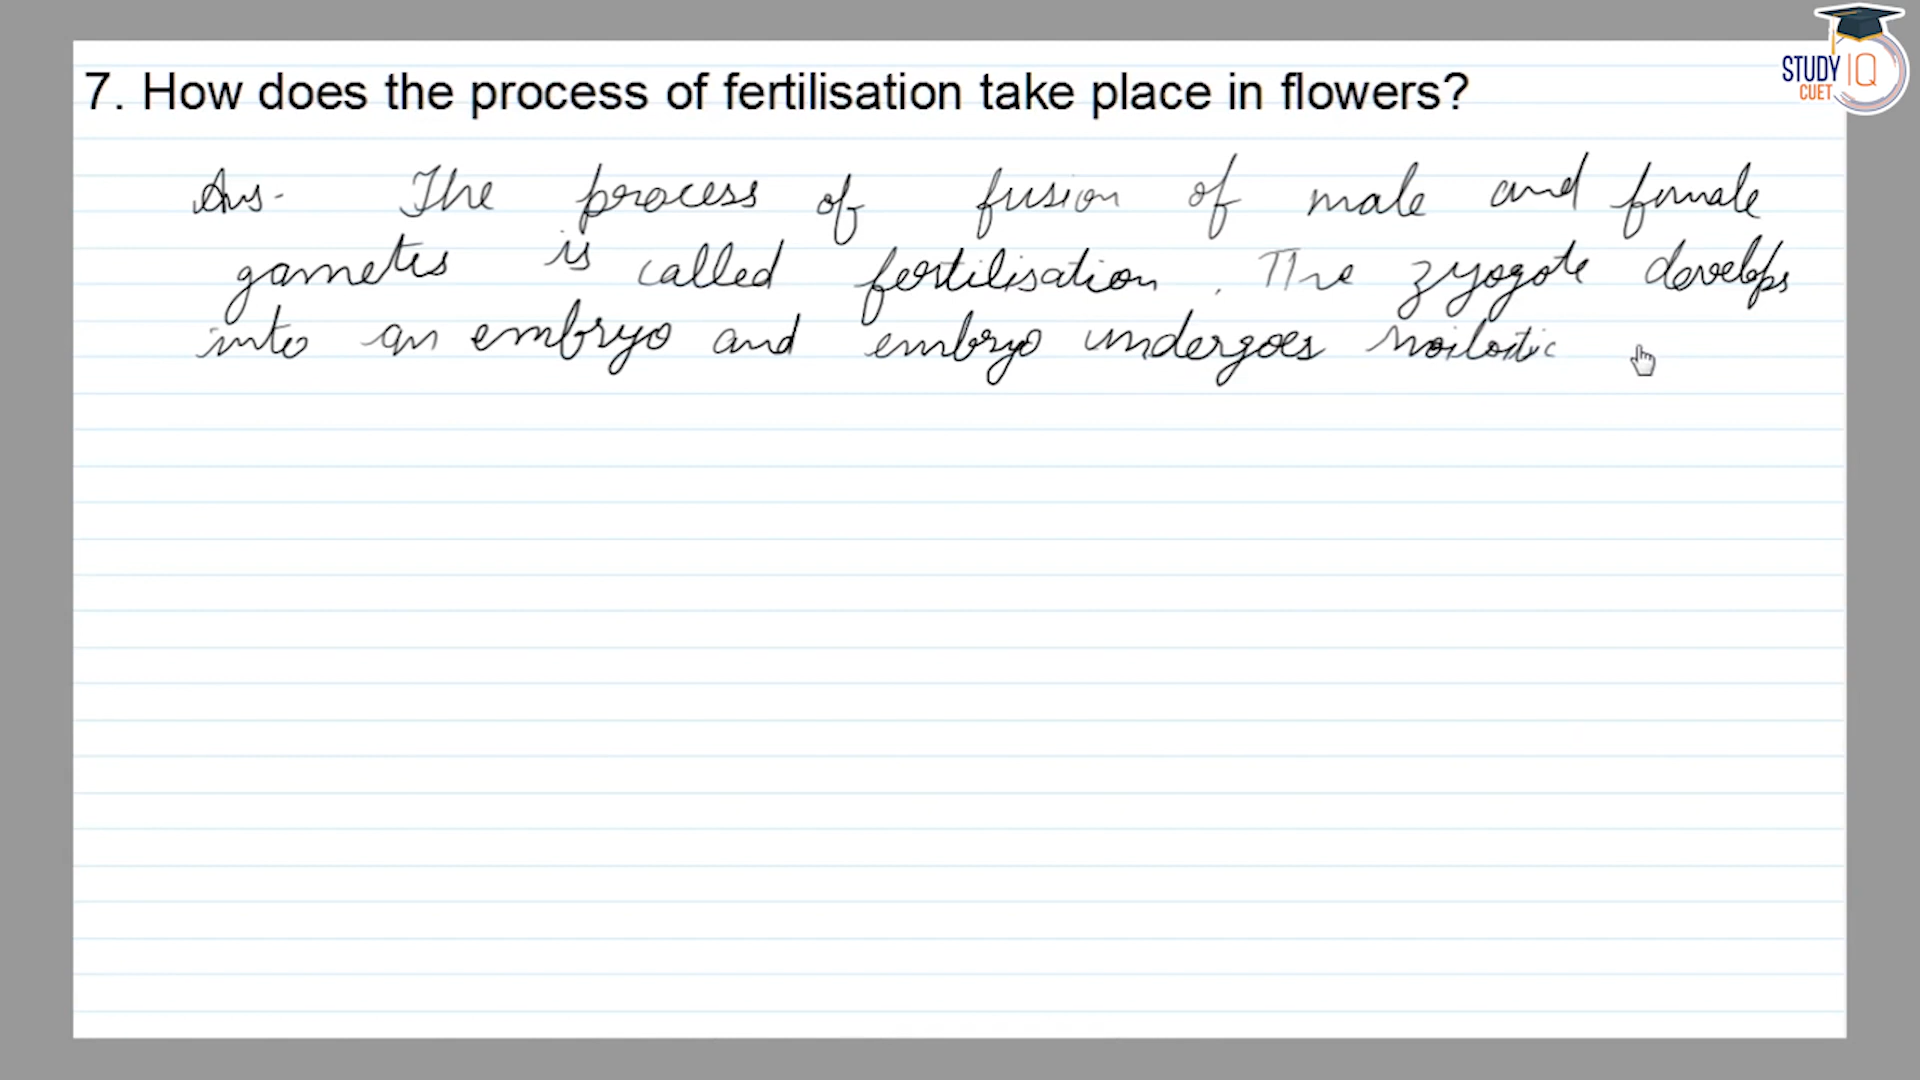 STUDY IQ
CUET
7. How does the process of fertilisation take place in flowers?
Ans- The process of fusion of male and female
gametes is called fertilisation. The zyogote develops
into an embryo and embryo undergoes